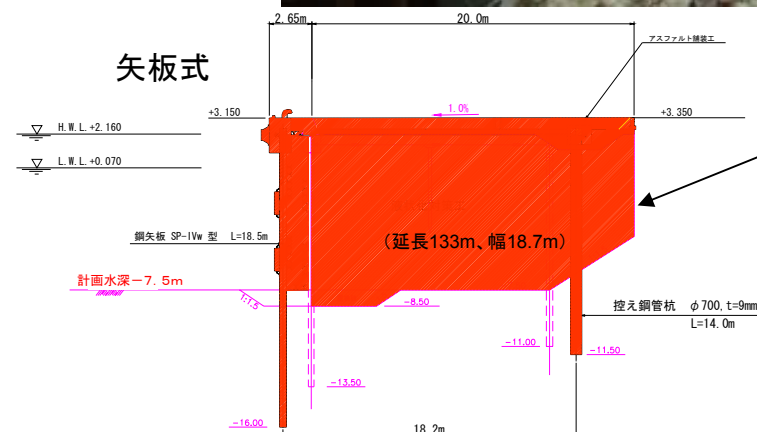 2.65m
20.0m
アスファルト舗装工
矢板式
+3.150
1.0%
+3.350
H.W.L.+2.160
L.W.L.+0.070
鋼矢板 SP-IVw 型 L=18.5m
(延長133m、幅18.7m)
計画水深-7.5m
1:1.5
-8.50
控え鋼管杭 φ700,t=9mm
L=14.0m
-11.00
-11.50
-13.50
-16.00
18.2m